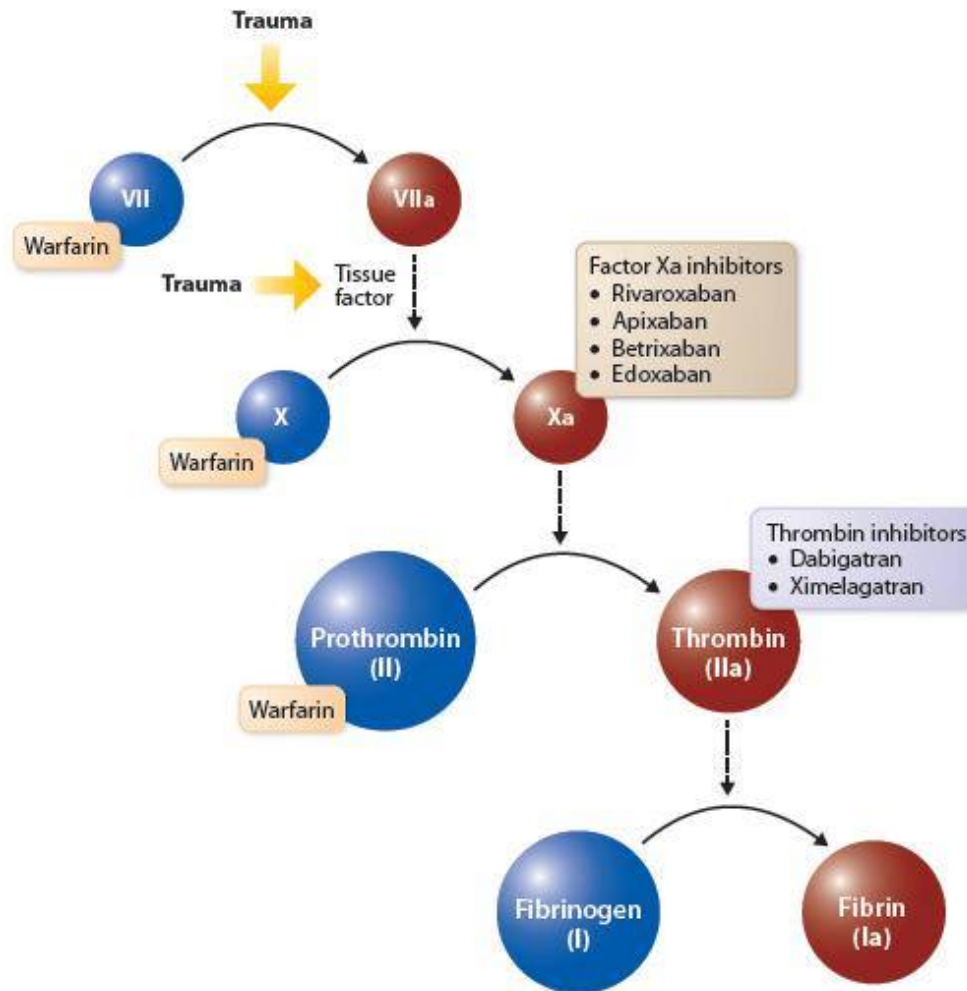 Trauma
VII
VIIa
Warfarin
Trauma
Tissue
factor
Factor Xa inhibitors
• Rivaroxaban
• Apixaban
• Betrixaban
• Edoxaban
X
Xa
Warfarin
Thrombin inhibitors
• Dabigatran
• Ximelagatran
Prothrombin
(II)
Thrombin
(IIa)
Warfarin
Fibrinogen
(I)
Fibrin
(Ia)